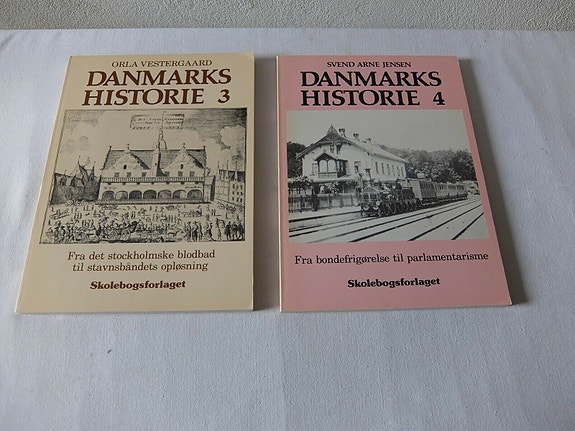 ORLA VESTERGAARD
DANMARKS
HISTORIE 3
Fra det stockholmske blodbad
til stavnsbåndets opløsning
Skolebogsforlaget
SVEND ARNE JENSEN
DANMARKS
HISTORIE 4
Fra bondefrigørelse til parlamentarisme
Skolebogsforlaget